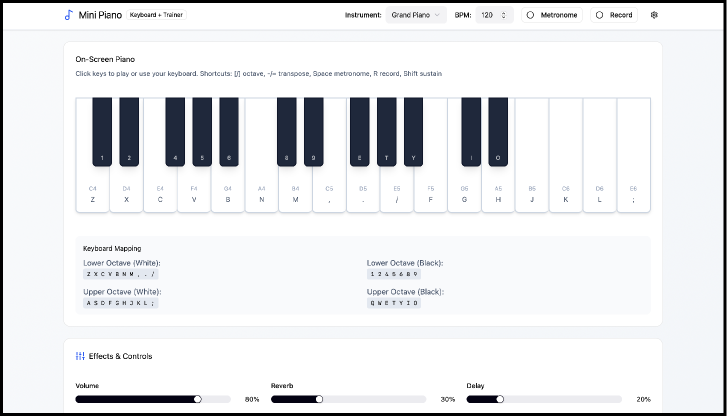 Mini Piano Keyboard + Trainer Instrument: Grand Piano BPM: 120 Metronome Record
On-Screen Piano
Click keys to play or use your keyboard. Shortcuts: [/] octave, -/= transpose, Space metronome, R record, Shift sustain
1 2 4 5 6 8 9 E T Y I O
C4 D4 E4 F4 G4 A4 B4 C5 D5 E5 F5 G5 A5 B5 C6 D6 E6
Z X C V B N M , . / F G H J K L ;
Keyboard Mapping
Lower Octave (White): Lower Octave (Black):
Z X C V B N M , . / 1 2 4 5 6 8 9
Upper Octave (White): Upper Octave (Black):
A S D F G H J K L ; Q W E T Y I O
Effects & Controls
Volume Reverb Delay
80% 30% 20%